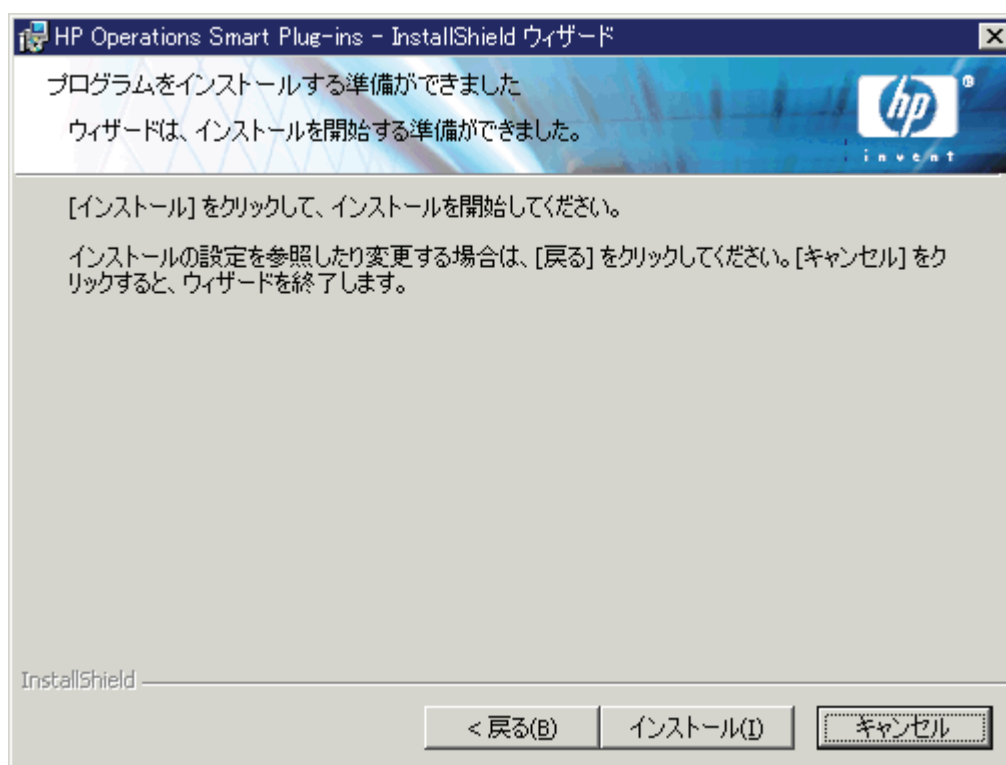 HP Operations Smart Plug-ins - InstallShield ウィザード
プログラムをインストールする準備ができました
ウィザードは、インストールを開始する準備ができました。
hp
®
invent
[インストール] をクリックして、インストールを開始してください。
インストールの設定を参照したり変更する場合は、[戻る] をクリックしてください。[キャンセル] をク
リックすると、ウィザードを終了します。
InstallShield
< 戻る(B)
インストール(I)
キャンセル